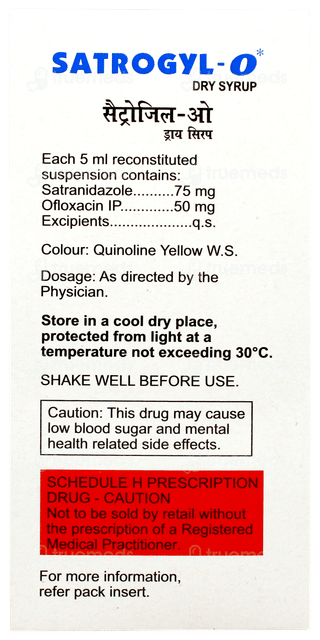 SATROGYL-O*
DRY SYRUP
सैट्रोजिल-ओ
ड्राय सिरप
Each 5 ml reconstituted
suspension contains:
Satranidazole..........75 mg
Ofloxacin IP.............50 mg
Excipients....................q.s.
Colour: Quinoline Yellow W.S.
Dosage: As directed by the
Physician.
Store in a cool dry place,
protected from light at a
temperature not exceeding 30°C.
SHAKE WELL BEFORE USE.
Caution: This drug may cause
low blood sugar and mental
health related side effects.
SCHEDULE H PRESCRIPTION
DRUG - CAUTION
Not to be sold by retail without
the prescription of a Registered
Medical Practitioner.
For more information,
refer pack insert.
truemeds